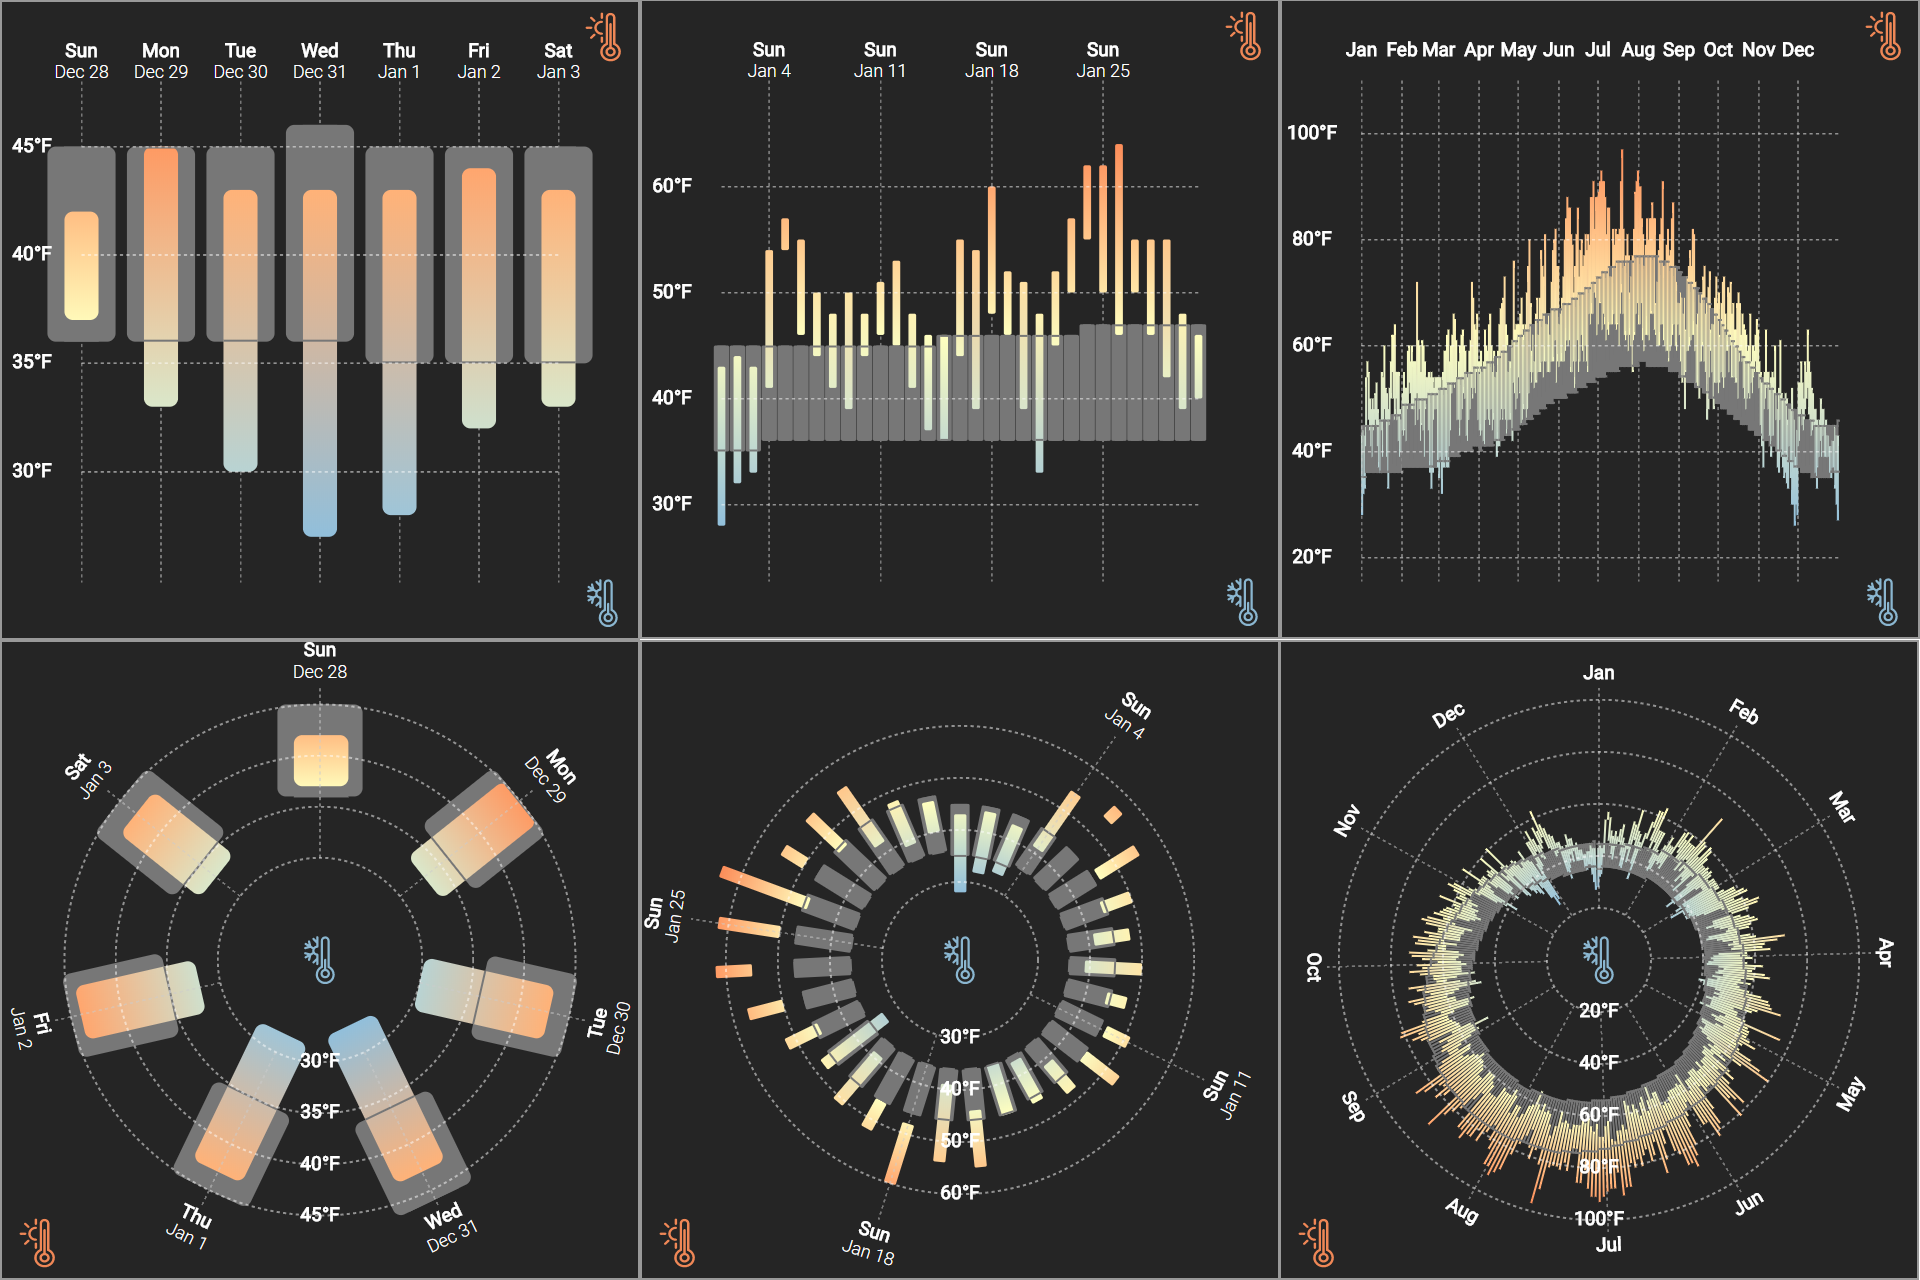 Sun Mon Tue Wed Thu Fri Sat
Dec 28 Dec 29 Dec 30 Dec 31 Jan 1 Jan 2 Jan 3
45°F
40°F
35°F
30°F
Sun Sun Sun Sun
Jan 4 Jan 11 Jan 18 Jan 25
60°F
50°F
40°F
30°F
Jan Feb Mar Apr May Jun Jul Aug Sep Oct Nov Dec
100°F
80°F
60°F
40°F
20°F
Sun
Dec 28
Mon
Dec 29
Tue
Dec 30
Wed
Dec 31
Thu
Jan 1
Fri
Jan 2
Sat
Jan 3
30°F
35°F
40°F
45°F
Sun
Jan 4
Sun
Jan 11
Sun
Jan 18
Sun
Jan 25
30°F
40°F
50°F
60°F
Jan
Feb
Mar
Apr
May
Jun
Jul
Aug
Sep
Oct
Nov
Dec
20°F
40°F
60°F
80°F
100°F